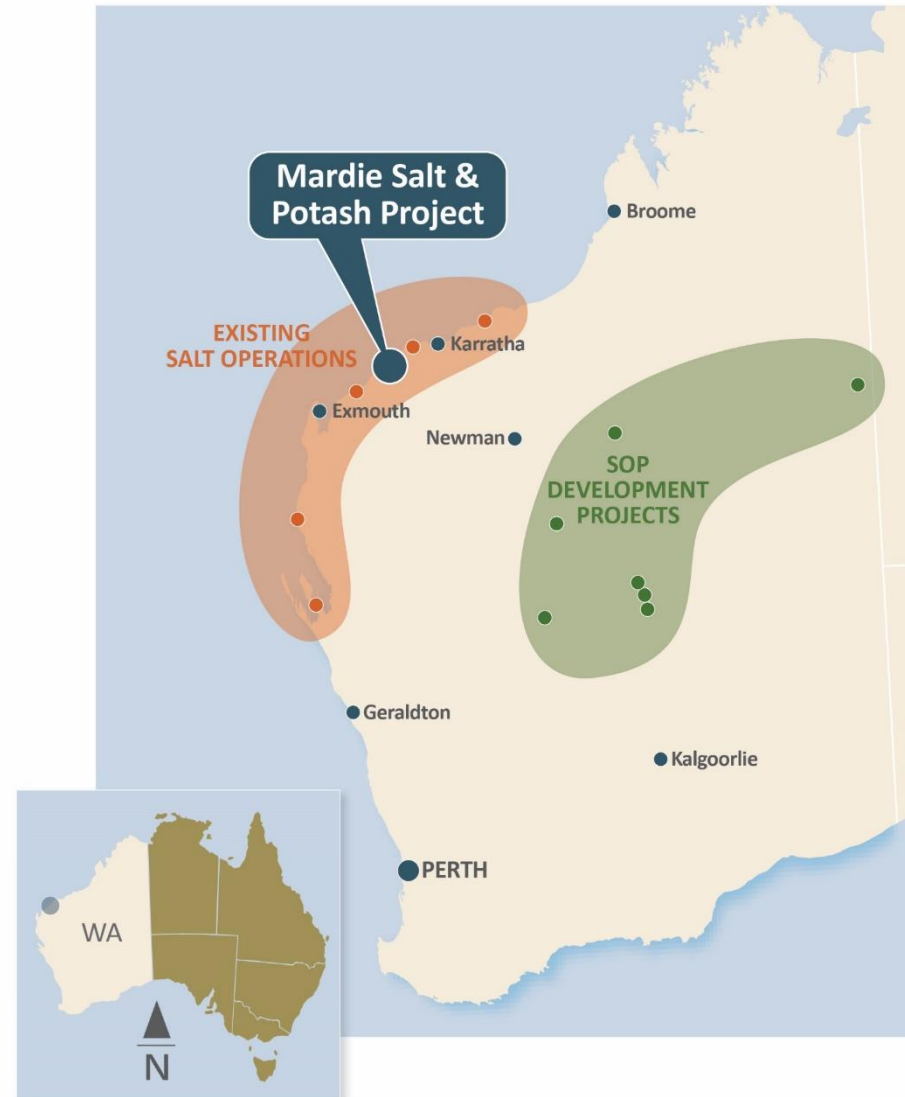 Mardie Salt &
Potash Project
Broome
EXISTING
SALT OPERATIONS
Karratha
Exmouth
Newman
SOP
DEVELOPMENT
PROJECTS
Geraldton
Kalgoorlie
PERTH
WA
N